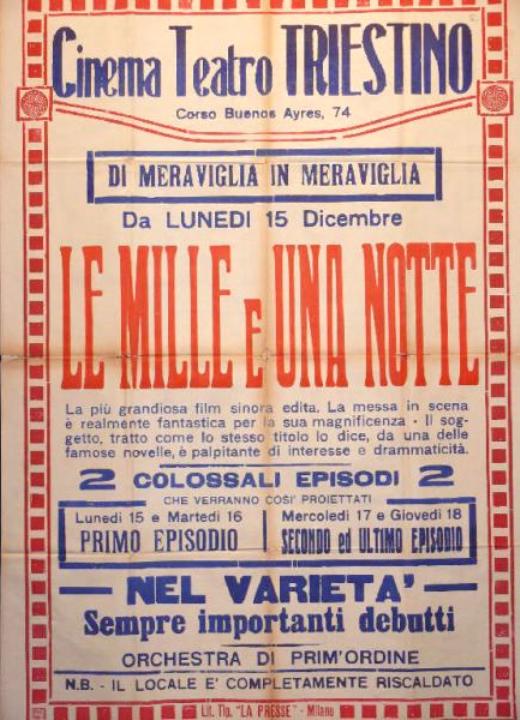 Cinema Teatro TRIESTINO
Corso Buenos Ayres, 74
DI MERAVIGLIA IN MERAVIGLIA
Da LUNEDI 15 Dicembre
LE MILLE E UNA NOTTE
La più grandiosa film sinora edita. La messa in scena
è realmente fantastica per la sua magnificenza - Il sog-
getto, tratto come lo stesso titolo lo dice, da una delle
famose novelle, è palpitante di interesse e drammaticità.
2 COLOSSALI EPISODI 2
CHE VERRANNO COSI' PROIETTATI
Lunedi 15 e Martedi 16
PRIMO EPISODIO
Mercoledi 17 e Giovedi 18
SECONDO ed ULTIMO EPISODIO
NEL VARIETA'
Sempre importanti debutti
ORCHESTRA DI PRIM'ORDINE
N.B. - IL LOCALE E' COMPLETAMENTE RISCALDATO
Lit. Tip. "LA PRESSE" - Milano